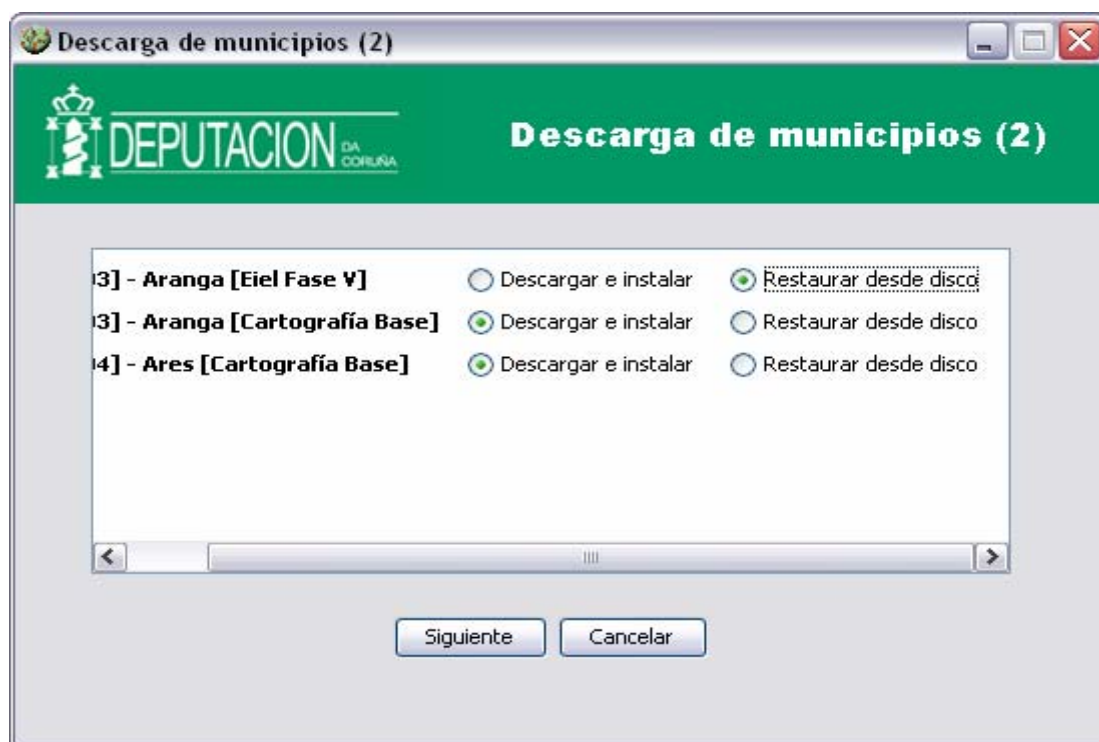 Descarga de municipios (2)
DEPUTACION DA CORUÑA
Descarga de municipios (2)
3] - Aranga [Eiel Fase V] Descargar e instalar Restaurar desde disco
3] - Aranga [Cartografía Base] Descargar e instalar Restaurar desde disco
4] - Ares [Cartografía Base] Descargar e instalar Restaurar desde disco
Siguiente Cancelar